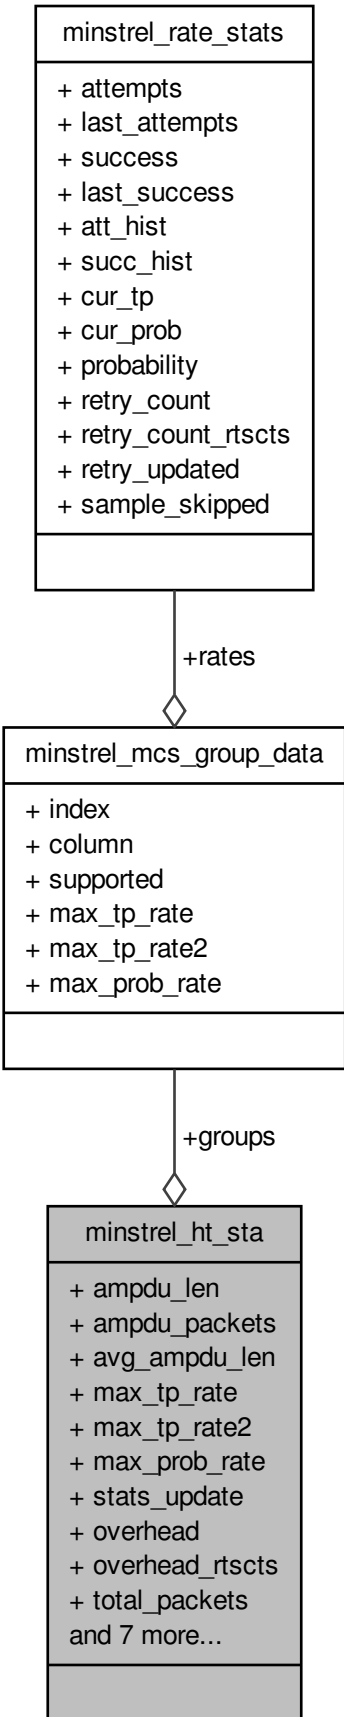 minstrel_rate_stats
+ attempts
+ last_attempts
+ success
+ last_success
+ att_hist
+ succ_hist
+ cur_tp
+ cur_prob
+ probability
+ retry_count
+ retry_count_rtscts
+ retry_updated
+ sample_skipped
+rates
minstrel_mcs_group_data
+ index
+ column
+ supported
+ max_tp_rate
+ max_tp_rate2
+ max_prob_rate
+groups
minstrel_ht_sta
+ ampdu_len
+ ampdu_packets
+ avg_ampdu_len
+ max_tp_rate
+ max_tp_rate2
+ max_prob_rate
+ stats_update
+ overhead
+ overhead_rtscts
+ total_packets
and 7 more...